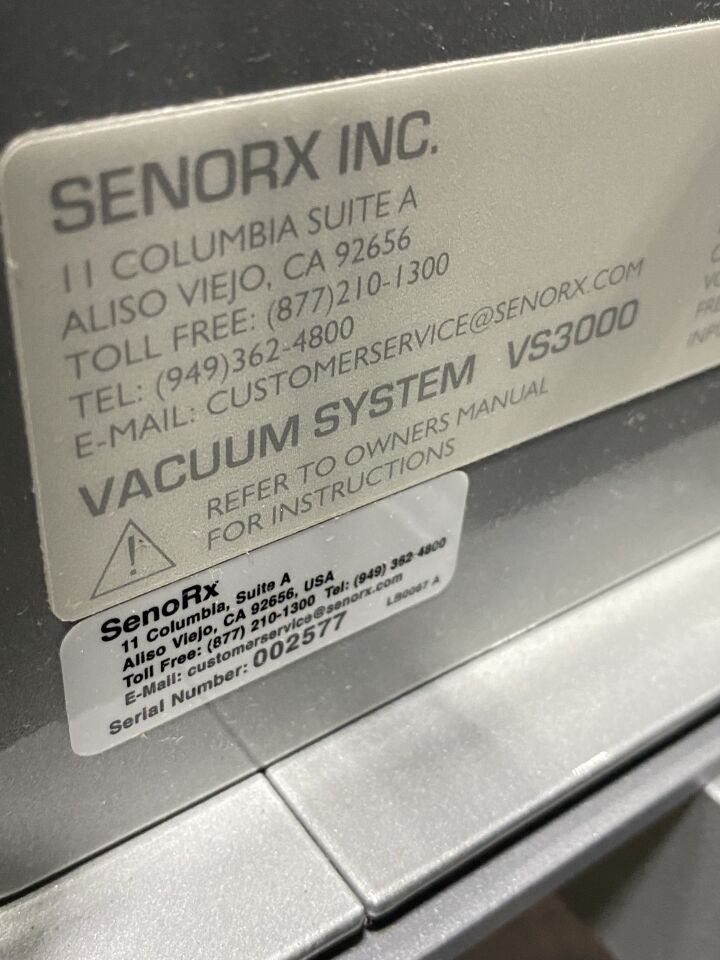 SENORX INC.
11 COLUMBIA SUITE A
ALISO VIEJO, CA 92656
TOLL FREE: (877)210-1300
TEL: (949)362-4800
E-MAIL: CUSTOMERSERVICE@SENORX.COM
VACUUM SYSTEM VS3000
REFER TO OWNERS MANUAL
FOR INSTRUCTIONS
SenoRx
11 Columbia, Suite A
Aliso Viejo, CA 92656, USA
Toll Free: (877) 210-1300 Tel: (949) 362-4800
E-Mail: customerservice@senorx.com
LB0067 A
Serial Number: 002577